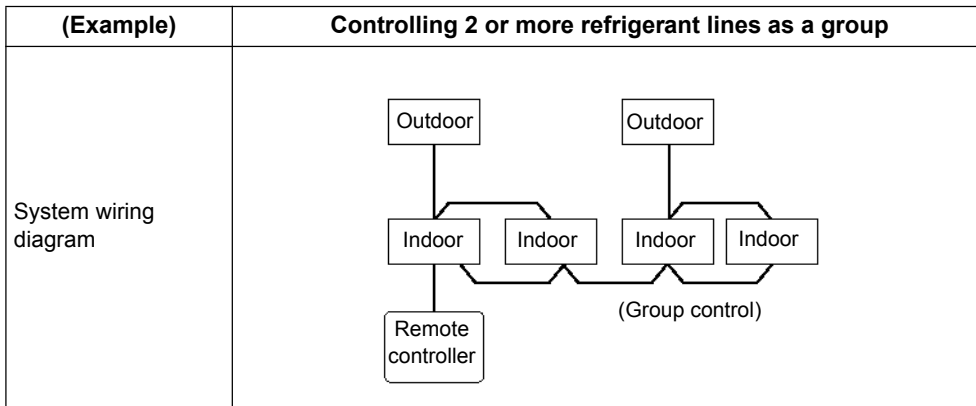 (Example)
Controlling 2 or more refrigerant lines as a group
System wiring
diagram
Outdoor
Outdoor
Indoor
Indoor
Indoor
Indoor
(Group control)
Remote
controller